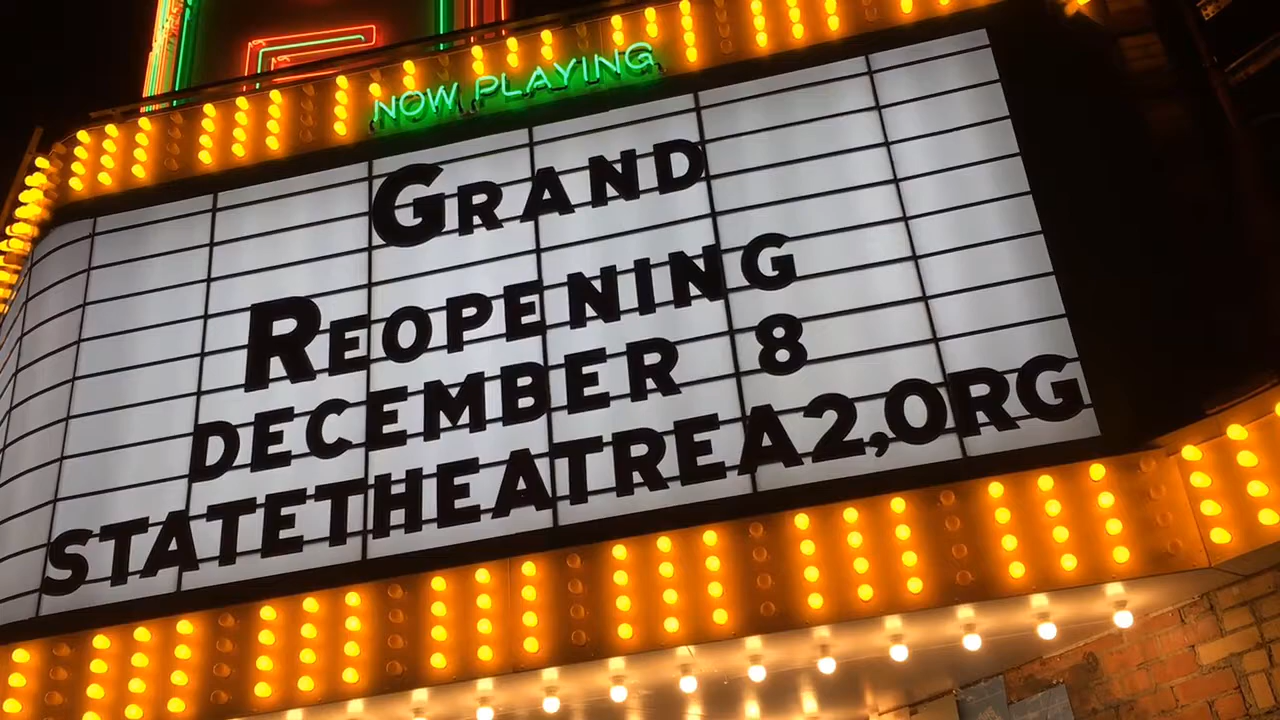 NOW PLAYING
GRAND
REOPENING
DECEMBER 8
STATETHEATREA2,ORG